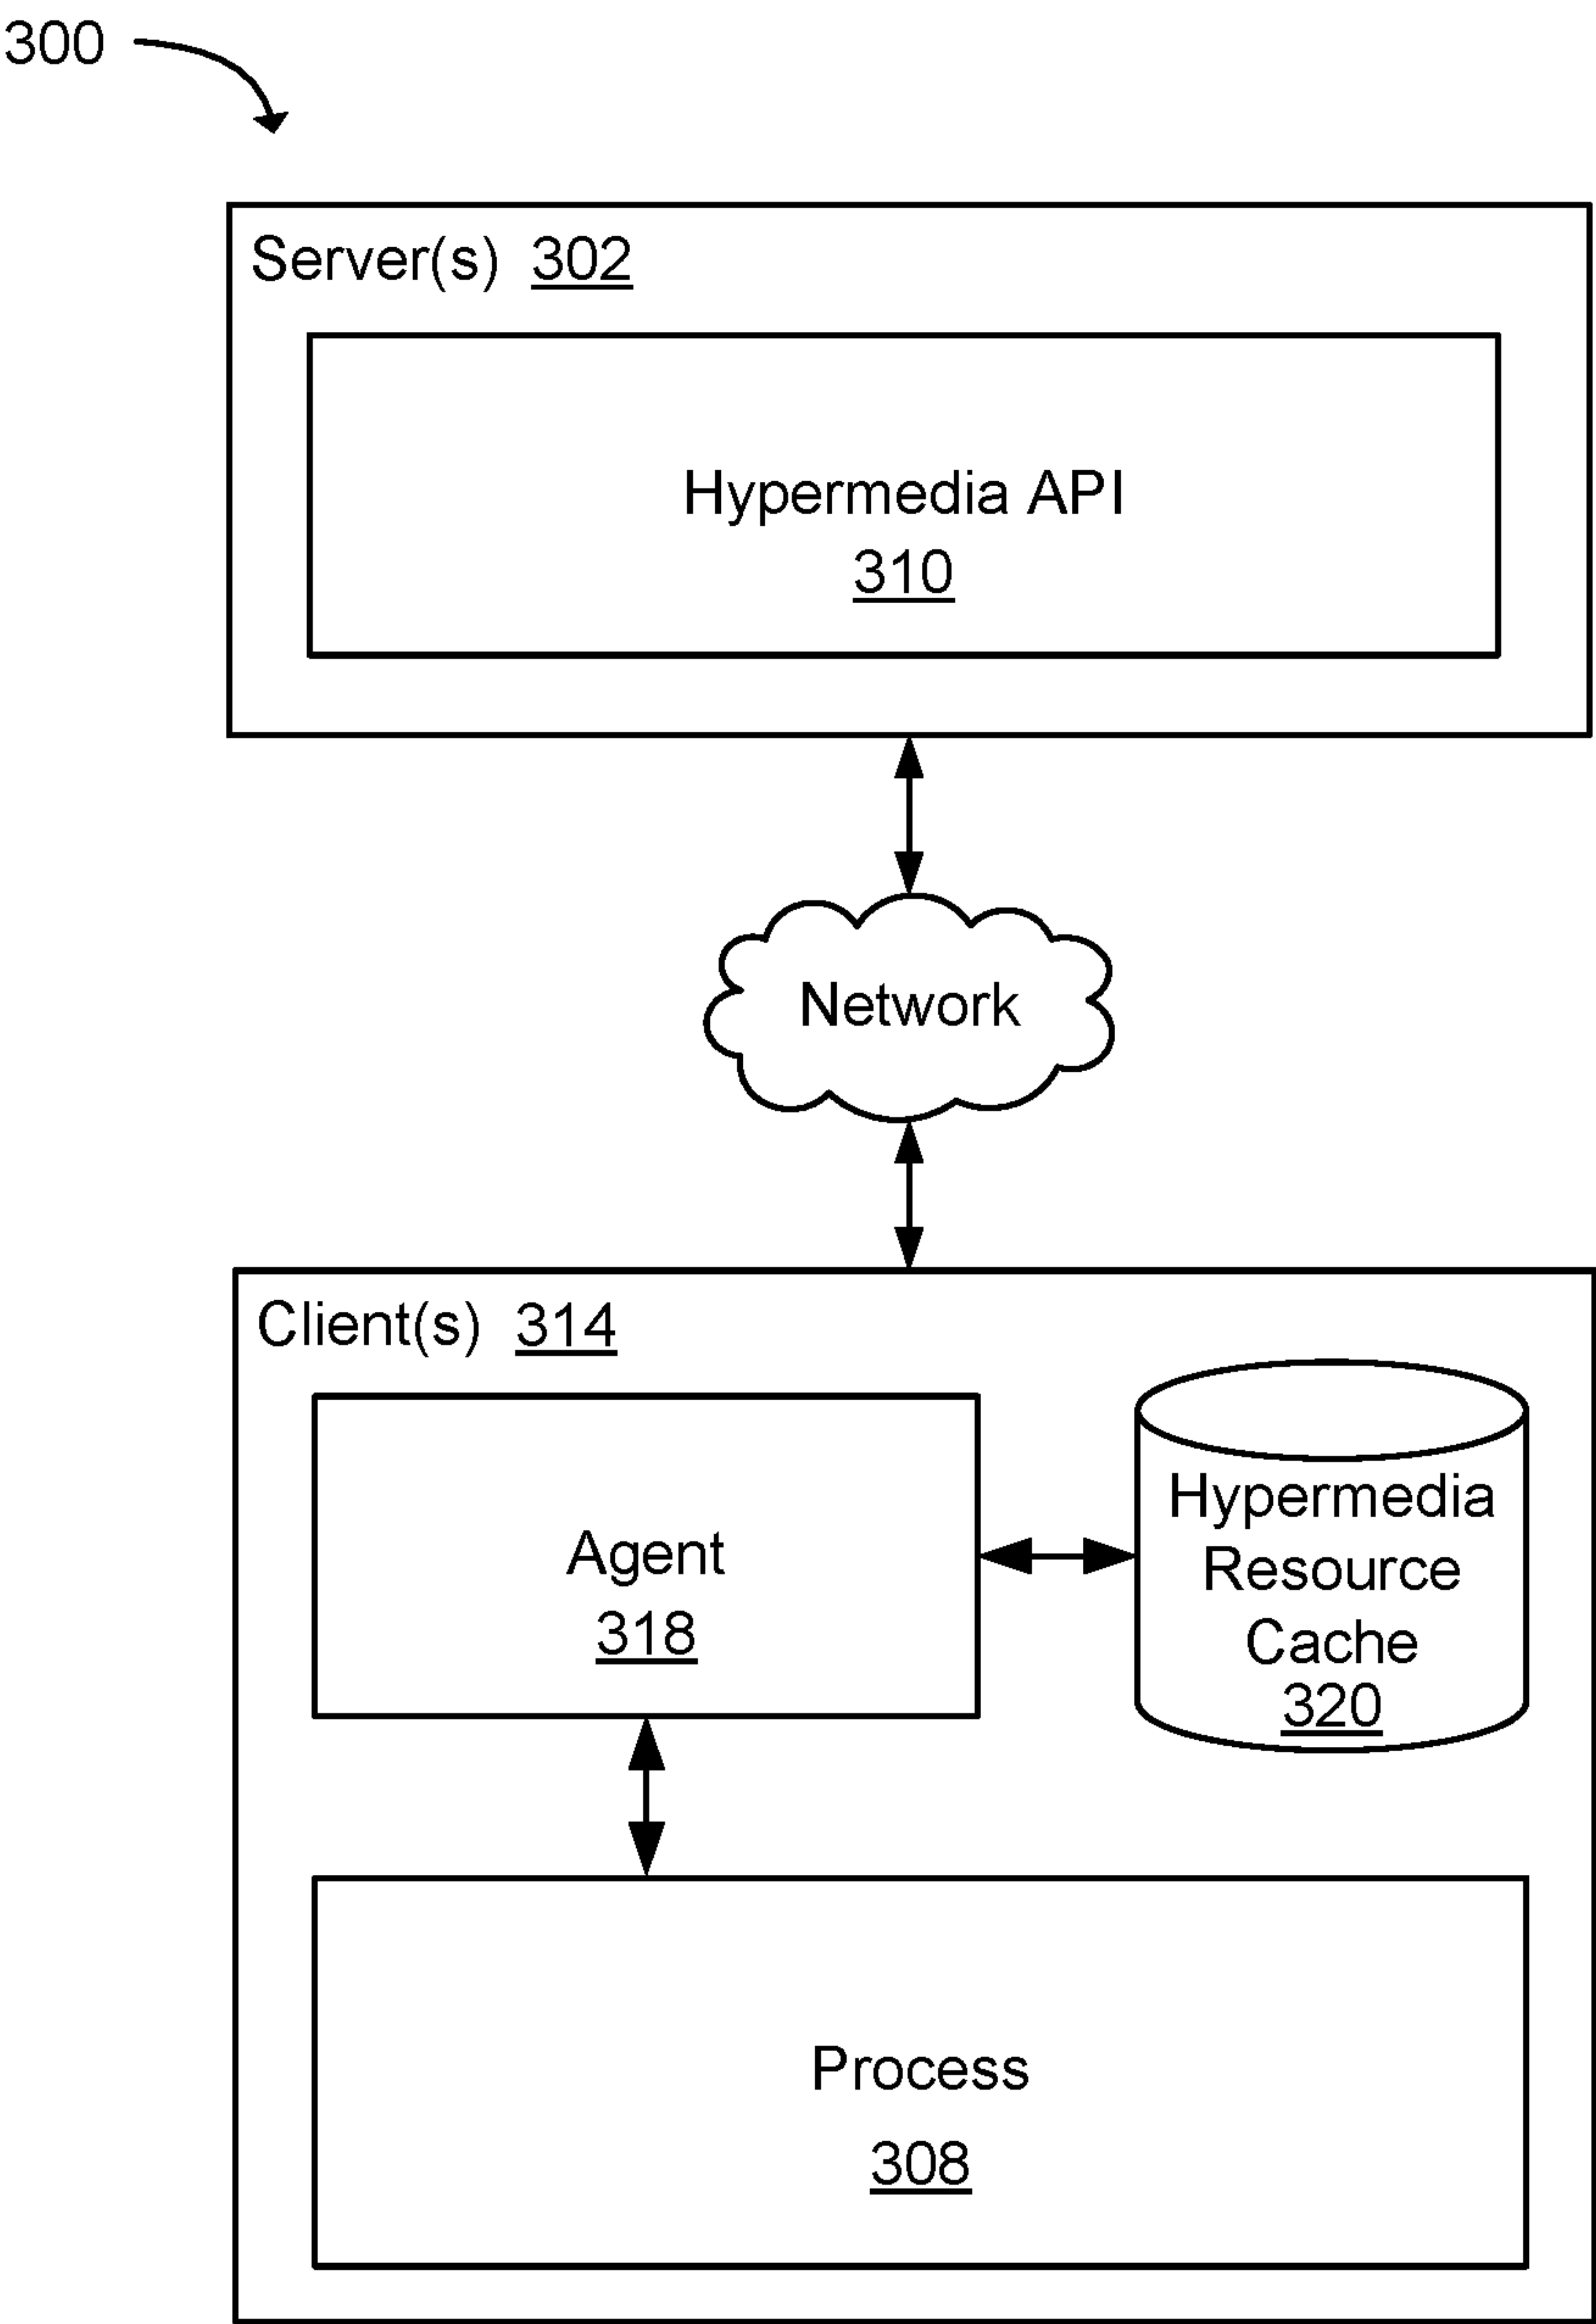 300
Server(s) 302
Hypermedia API
310
Network
Client(s) 314
Agent
318
Hypermedia
Resource
Cache
320
Process
308